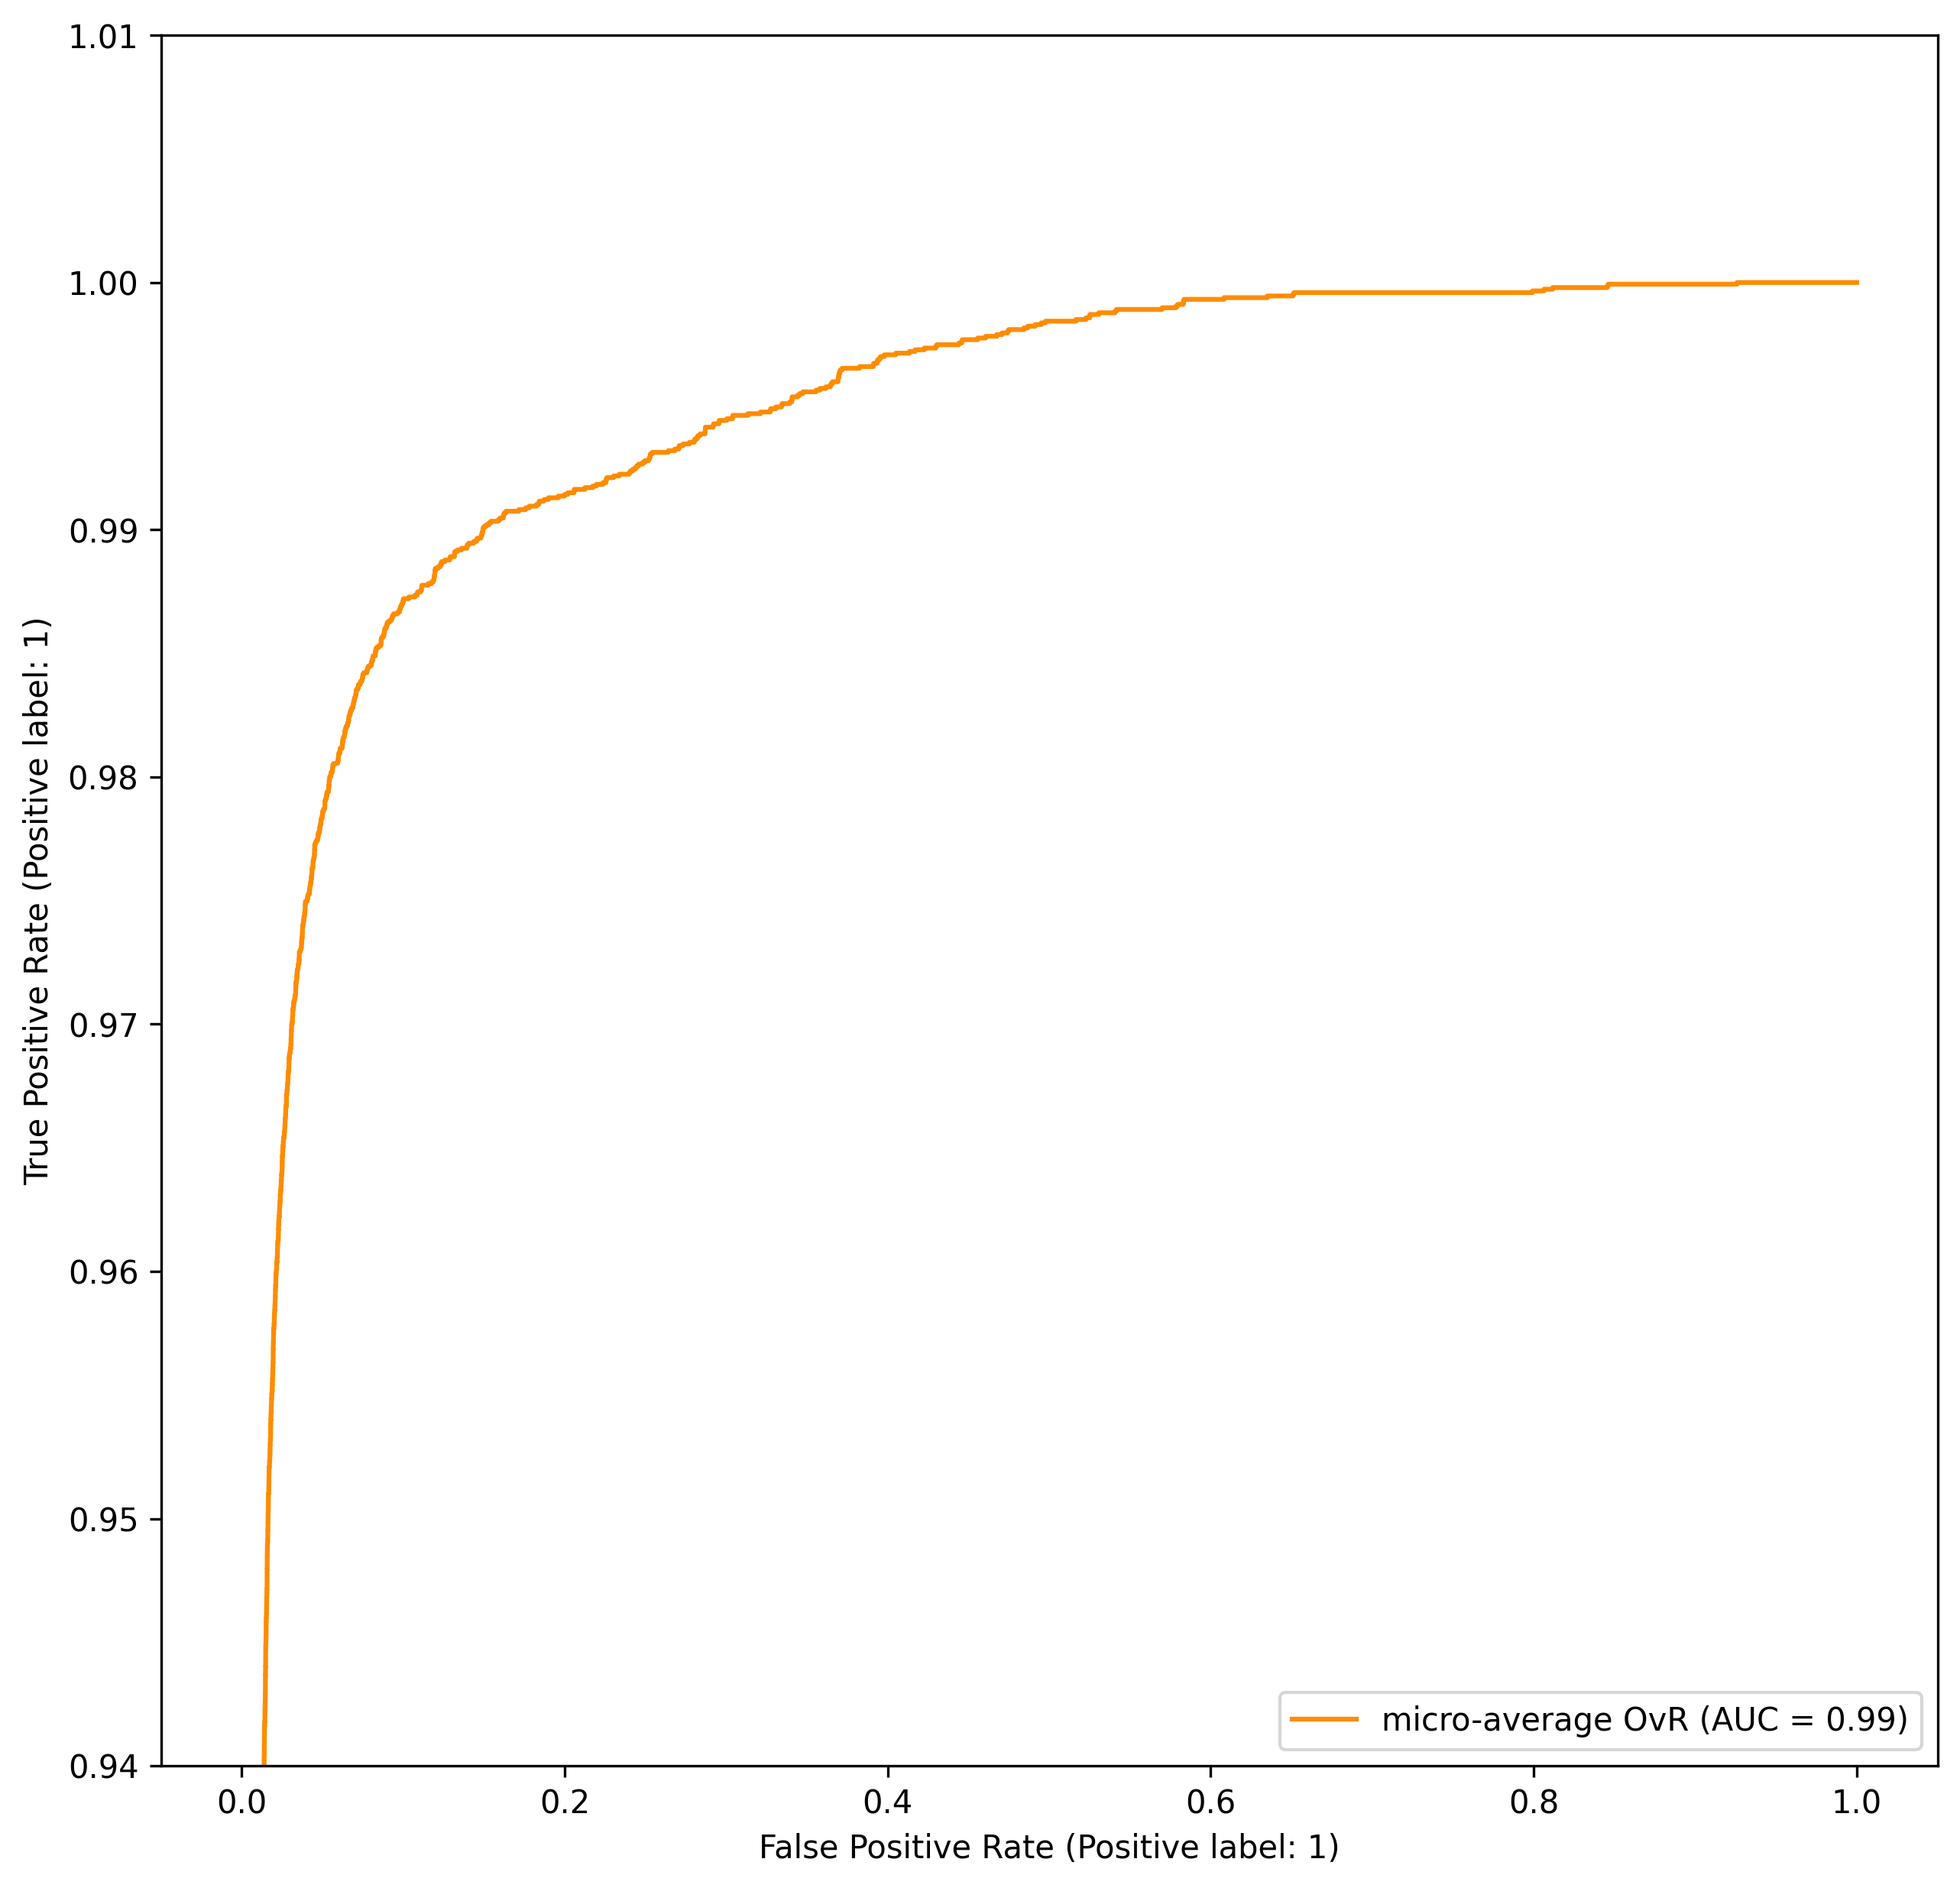 1.01
1.00
0.99
0.98
0.97
0.96
0.95
0.94
True Positive Rate (Positive label: 1)
micro-average OvR (AUC = 0.99)
0.0 0.2 0.4 0.6 0.8 1.0
False Positive Rate (Positive label: 1)